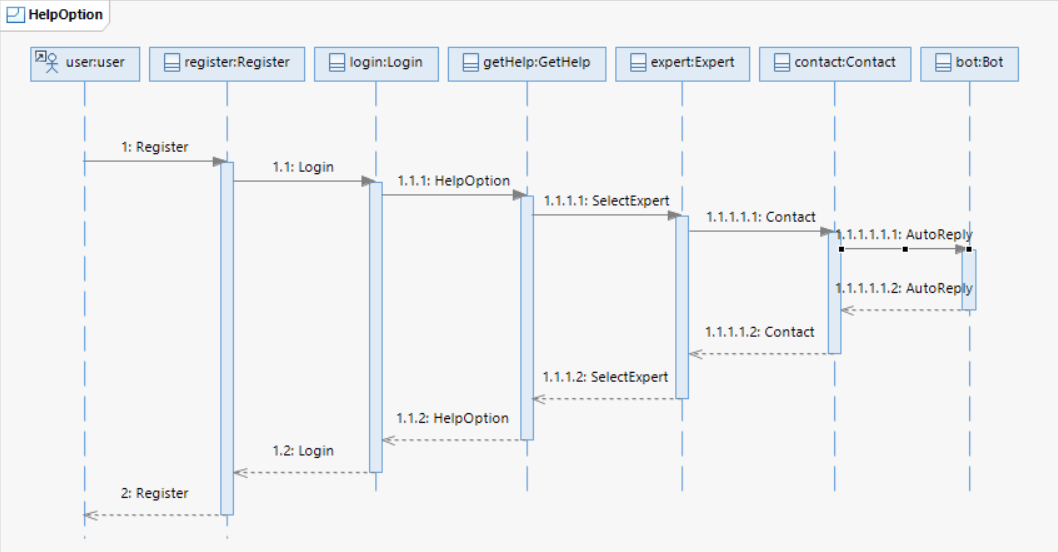 HelpOption
user:user
register:Register
login:Login
getHelp:GetHelp
expert:Expert
contact:Contact
bot:Bot
1: Register
1.1: Login
1.1.1: HelpOption
1.1.1.1: SelectExpert
1.1.1.1.1: Contact
1.1.1.1.1.1: AutoReply
1.1.1.1.1.2: AutoReply
1.1.1.1.2: Contact
1.1.1.2: SelectExpert
1.1.2: HelpOption
1.2: Login
2: Register